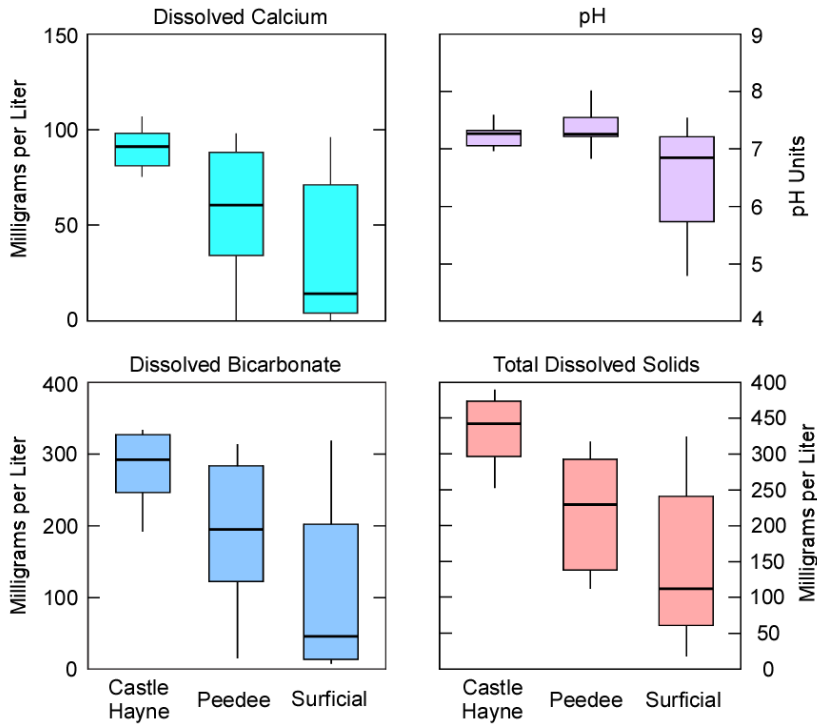 Dissolved Calcium
pH
150
100
50
0
Milligrams per Liter
9
8
7
6
5
4
pH Units
Dissolved Bicarbonate
Total Dissolved Solids
400
300
200
100
0
Milligrams per Liter
400
450
300
250
200
150
100
50
0
Milligrams per Liter
Castle
Hayne
Peedee
Surficial
Castle
Hayne
Peedee
Surficial